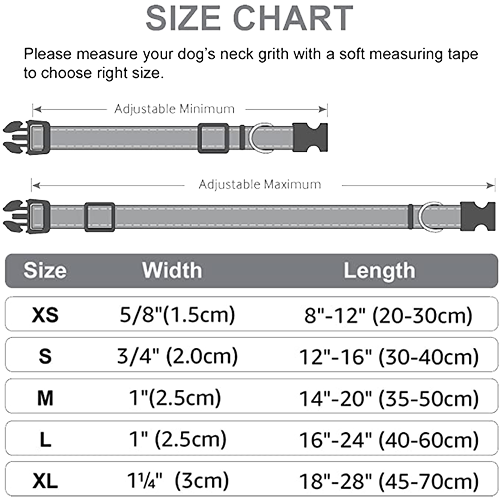 SIZE CHART
Please measure your dog's neck grith with a soft measuring tape
to choose right size.
Adjustable Minimum
Adjustable Maximum
Size Width Length
XS 5/8"(1.5cm) 8"-12" (20-30cm)
S 3/4" (2.0cm) 12"-16" (30-40cm)
M 1"(2.5cm) 14"-20" (35-50cm)
L 1" (2.5cm) 16"-24" (40-60cm)
XL 1¼" (3cm) 18"-28" (45-70cm)